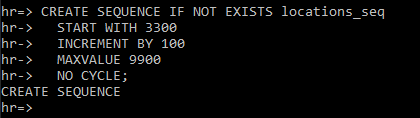 hr=> CREATE SEQUENCE IF NOT EXISTS locations_seq
hr->   START WITH 3300
hr->   INCREMENT BY 100
hr->   MAXVALUE 9900
hr->   NO CYCLE;
CREATE SEQUENCE
hr=>